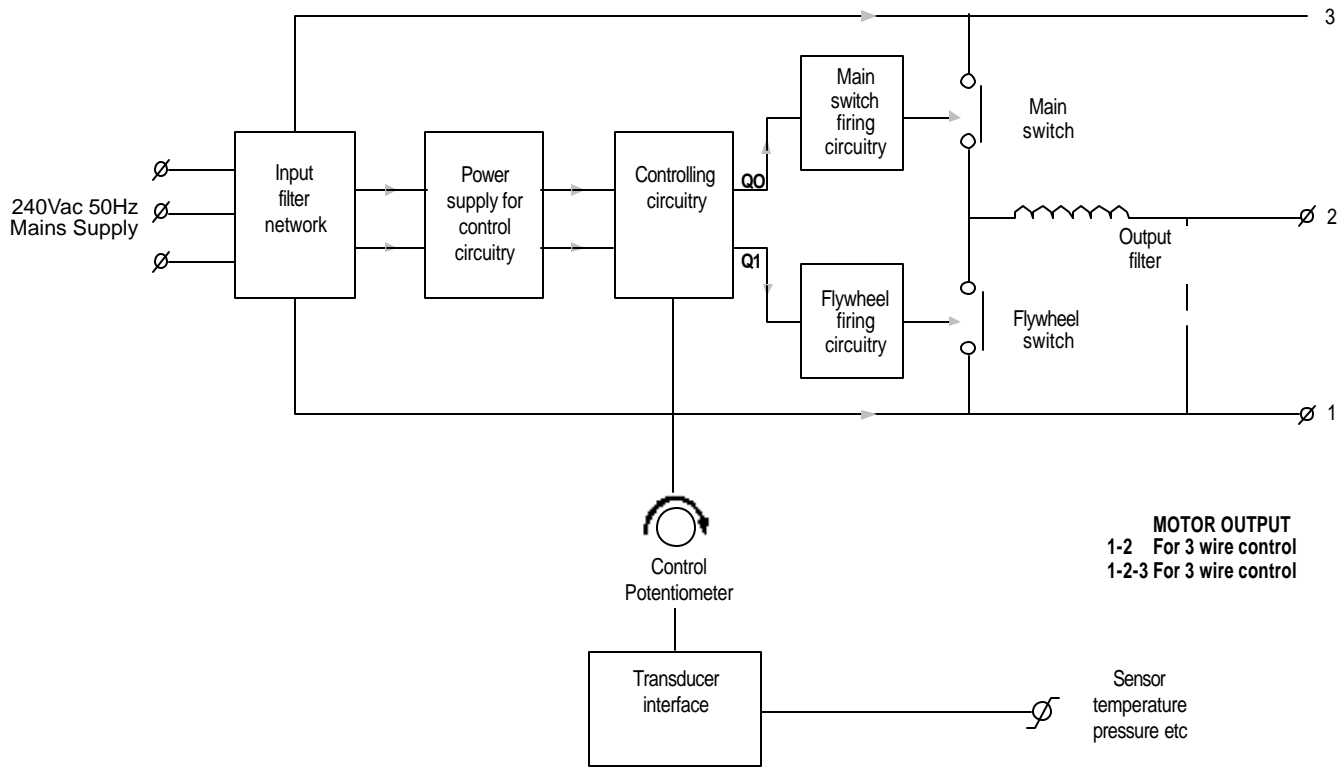 3
Main
switch
firing
circuitry
Main
switch
Input
filter
network
Power
supply for
control
circuitry
Controlling
circuitry
QO
240Vac 50Hz
Mains Supply
2
Output
filter
Q1
Flywheel
firing
circuitry
Flywheel
switch
1
MOTOR OUTPUT
1-2 For 3 wire control
1-2-3 For 3 wire control
Control
Potentiometer
Transducer
interface
Sensor
temperature
pressure etc